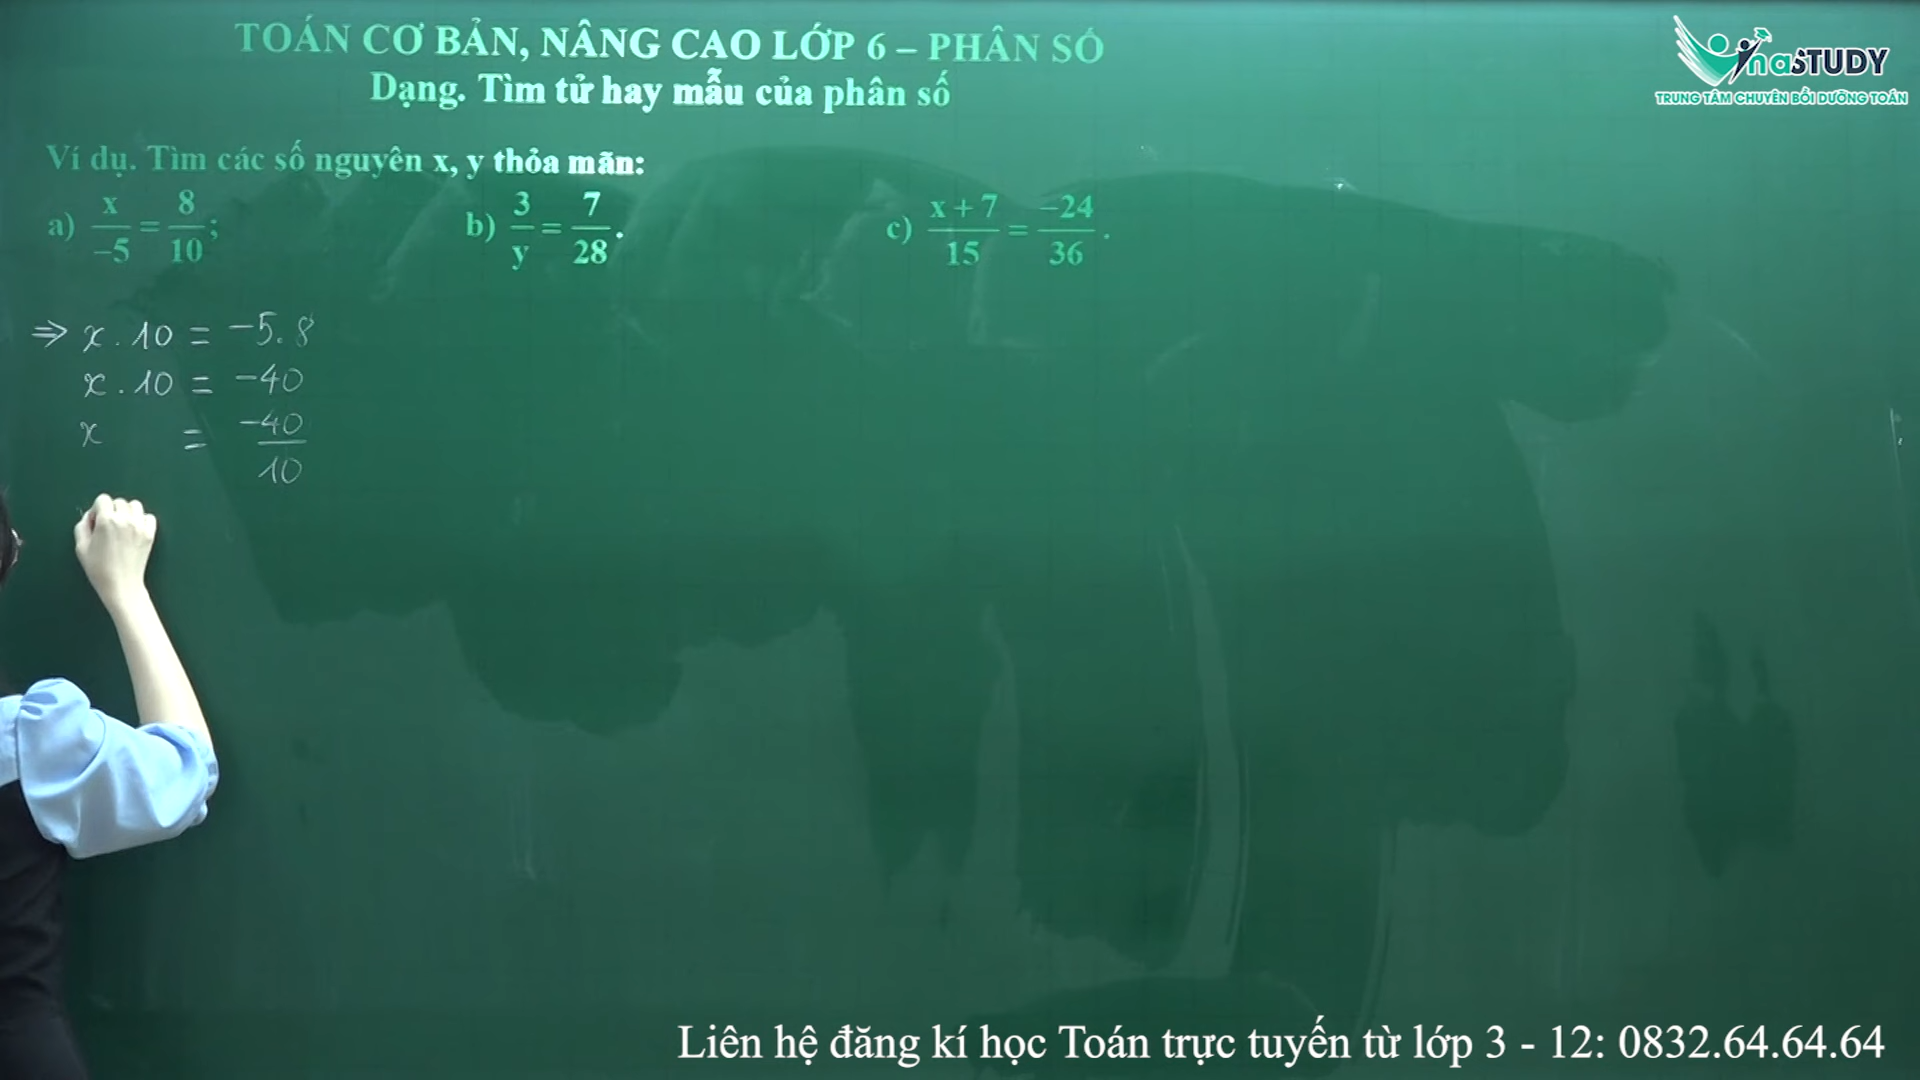 TOÁN CƠ BẢN, NÂNG CAO LỚP 6 – PHÂN SỐ
Dạng. Tìm tử hay mẫu của phân số
naSTUDY
TRUNG TÂM CHUYÊN BỒI DƯỠNG TOÁN
Ví dụ. Tìm các số nguyên x, y thỏa mãn:
a) x/−5 = 8/10; b) 3/y = 7/28. c) x + 7/15 = −24/36.
⇒ x . 10 = −5.8
x . 10 = −40
x = −40/10
Liên hệ đăng kí học Toán trực tuyến từ lớp 3 - 12: 0832.64.64.64